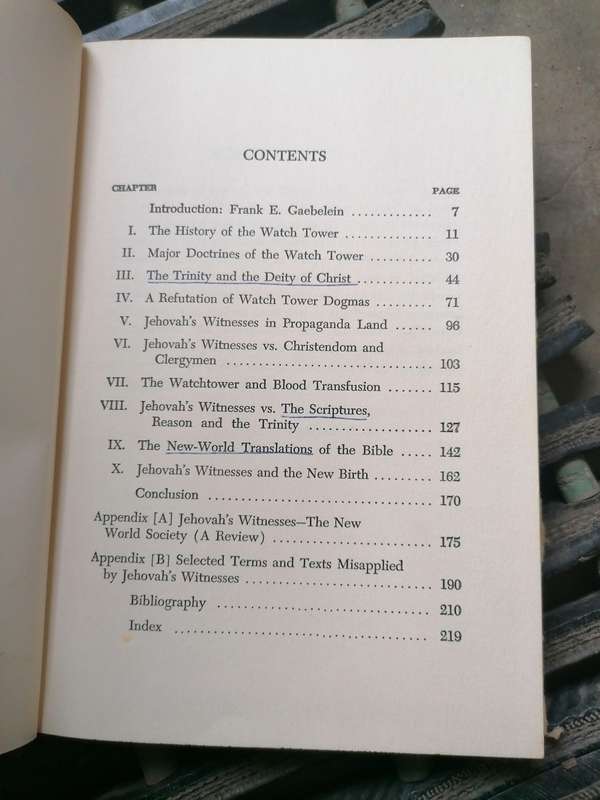 CONTENTS
CHAPTER PAGE
Introduction: Frank E. Gaebelein ............. 7
I. The History of the Watch Tower ............. 11
II. Major Doctrines of the Watch Tower ......... 30
III. The Trinity and the Deity of Christ ........... 44
IV. A Refutation of Watch Tower Dogmas ........ 71
V. Jehovah's Witnesses in Propaganda Land ...... 96
VI. Jehovah's Witnesses vs. Christendom and
Clergymen ............................. 103
VII. The Watchtower and Blood Transfusion ....... 115
VIII. Jehovah's Witnesses vs. The Scriptures,
Reason and the Trinity .................. 127
IX. The New-World Translations of the Bible ..... 142
X. Jehovah's Witnesses and the New Birth ........ 162
Conclusion ................................ 170
Appendix [A] Jehovah's Witnesses—The New
World Society (A Review) ...................... 175
Appendix [B] Selected Terms and Texts Misapplied
by Jehovah's Witnesses .......................... 190
Bibliography ............................... 210
Index ..................................... 219